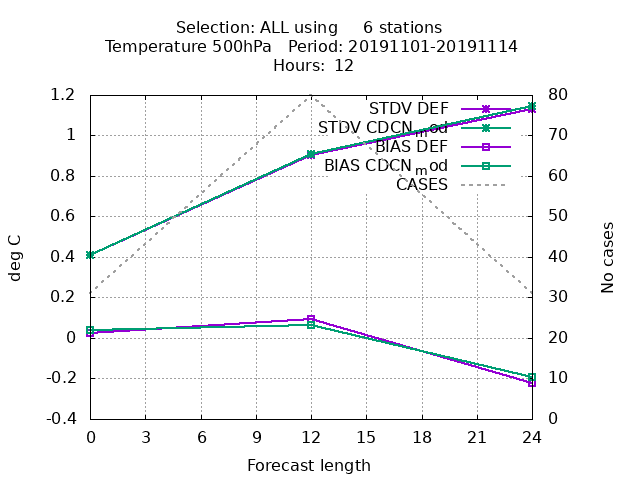 Selection: ALL using     6 stations
Temperature 500hPa   Period: 20191101-20191114
Hours: 12
1.2
1
0.8
0.6
0.4
0.2
0
-0.2
-0.4
deg C
80
70
60
50
40
30
20
10
0
No cases
STDV DEF
STDV CDCNmod
BIAS DEF
BIAS CDCNmod
CASES
0 3 6 9 12 15 18 21 24
Forecast length